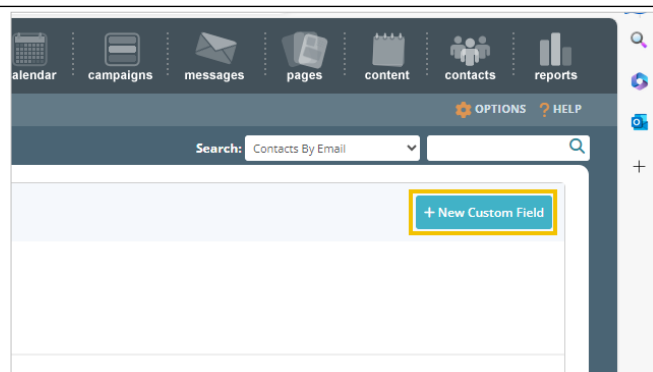 alendar campaigns messages pages content contacts reports
OPTIONS ? HELP
Search: Contacts By Email
+ New Custom Field